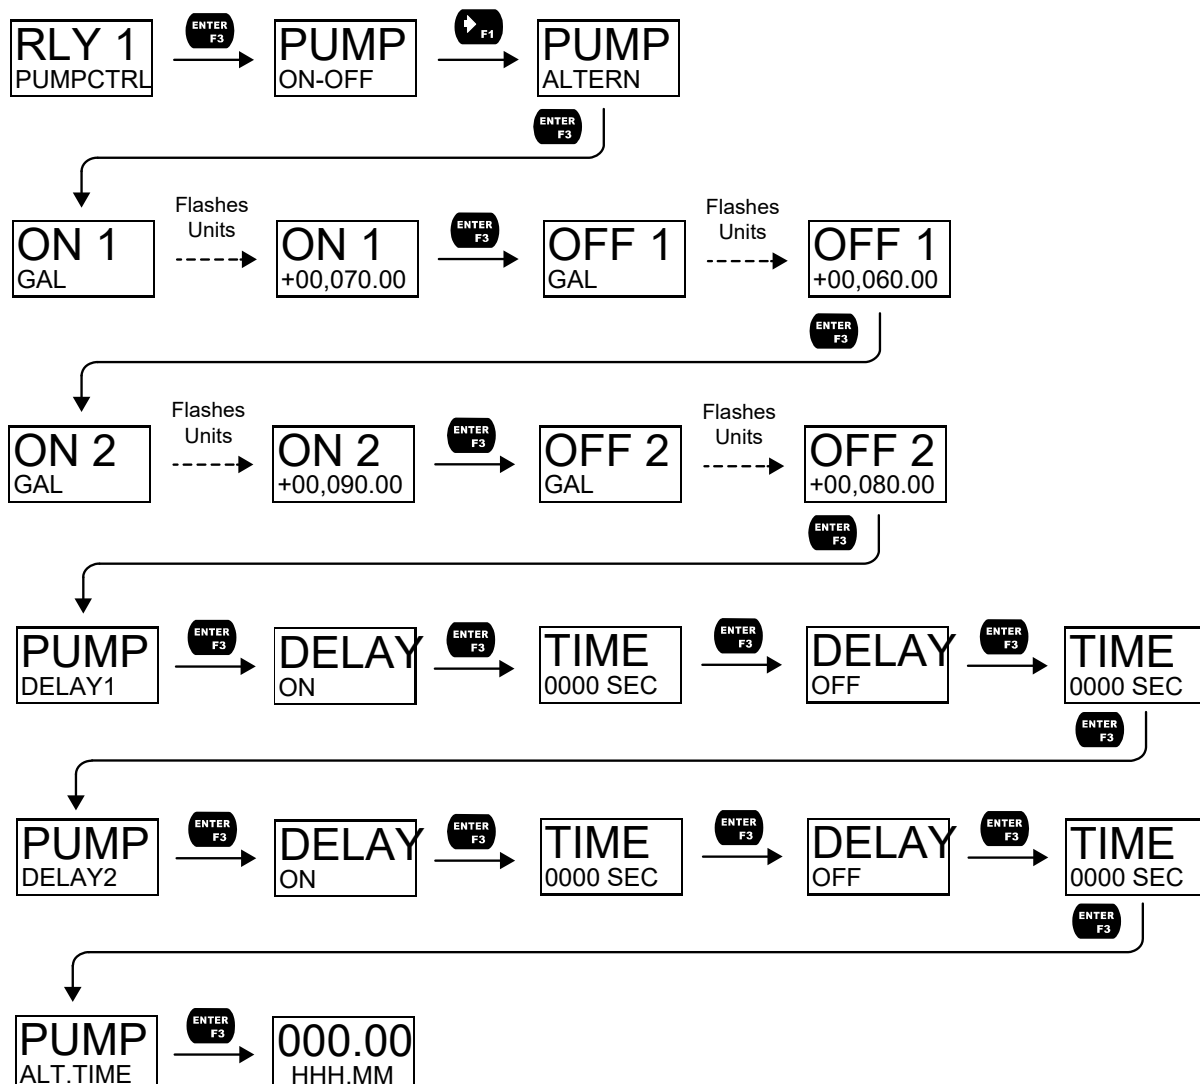 RLY 1
PUMPCTRL
ENTER
F3
PUMP
ON-OFF
F1
PUMP
ALTERN
ENTER
F3
ON 1
GAL
Flashes
Units
ON 1
+00,070.00
ENTER
F3
OFF 1
GAL
Flashes
Units
OFF 1
+00,060.00
ENTER
F3
ON 2
GAL
Flashes
Units
ON 2
+00,090.00
ENTER
F3
OFF 2
GAL
Flashes
Units
OFF 2
+00,080.00
ENTER
F3
PUMP
DELAY1
ENTER
F3
DELAY
ON
ENTER
F3
TIME
0000 SEC
ENTER
F3
DELAY
OFF
ENTER
F3
TIME
0000 SEC
ENTER
F3
PUMP
DELAY2
ENTER
F3
DELAY
ON
ENTER
F3
TIME
0000 SEC
ENTER
F3
DELAY
OFF
ENTER
F3
TIME
0000 SEC
ENTER
F3
PUMP
ALT.TIME
ENTER
F3
000.00
HHH.MM